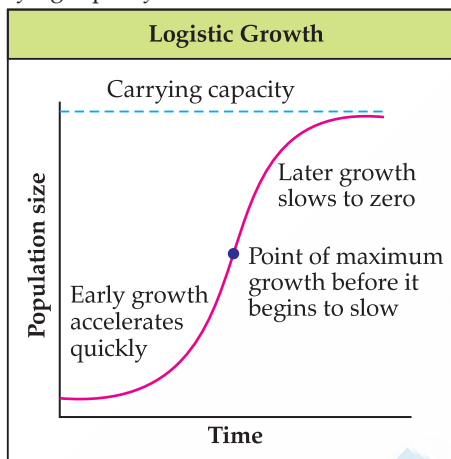 Logistic Growth
Carrying capacity
Later growth
slows to zero
Point of maximum
growth before it
begins to slow
Early growth
accelerates
quickly
Population size
Time